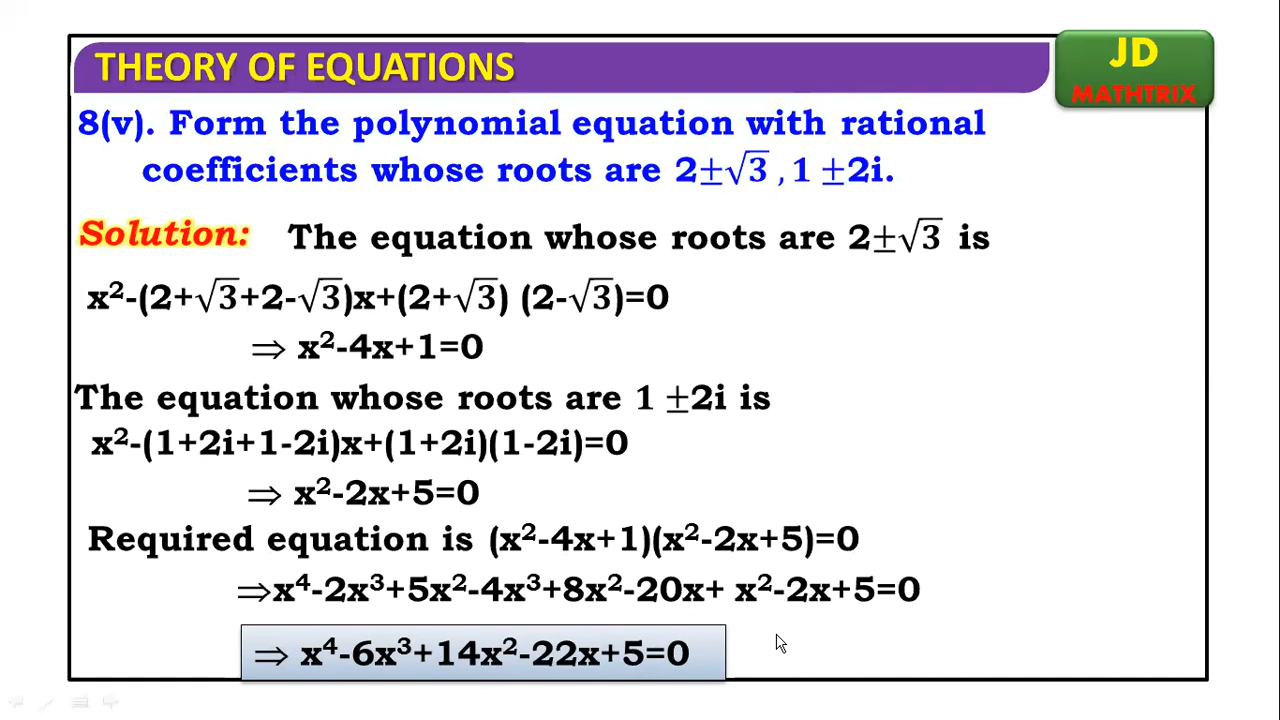 THEORY OF EQUATIONS
JD
MATHTRIX
8(v). Form the polynomial equation with rational
coefficients whose roots are 2±√3 , 1 ±2i.
Solution: The equation whose roots are 2±√3 is
x²-(2+√3+2-√3)x+(2+√3) (2-√3)=0
⇒ x²-4x+1=0
The equation whose roots are 1 ±2i is
x²-(1+2i+1-2i)x+(1+2i)(1-2i)=0
⇒ x²-2x+5=0
Required equation is (x²-4x+1)(x²-2x+5)=0
⇒x⁴-2x³+5x²-4x³+8x²-20x+ x²-2x+5=0
⇒ x⁴-6x³+14x²-22x+5=0